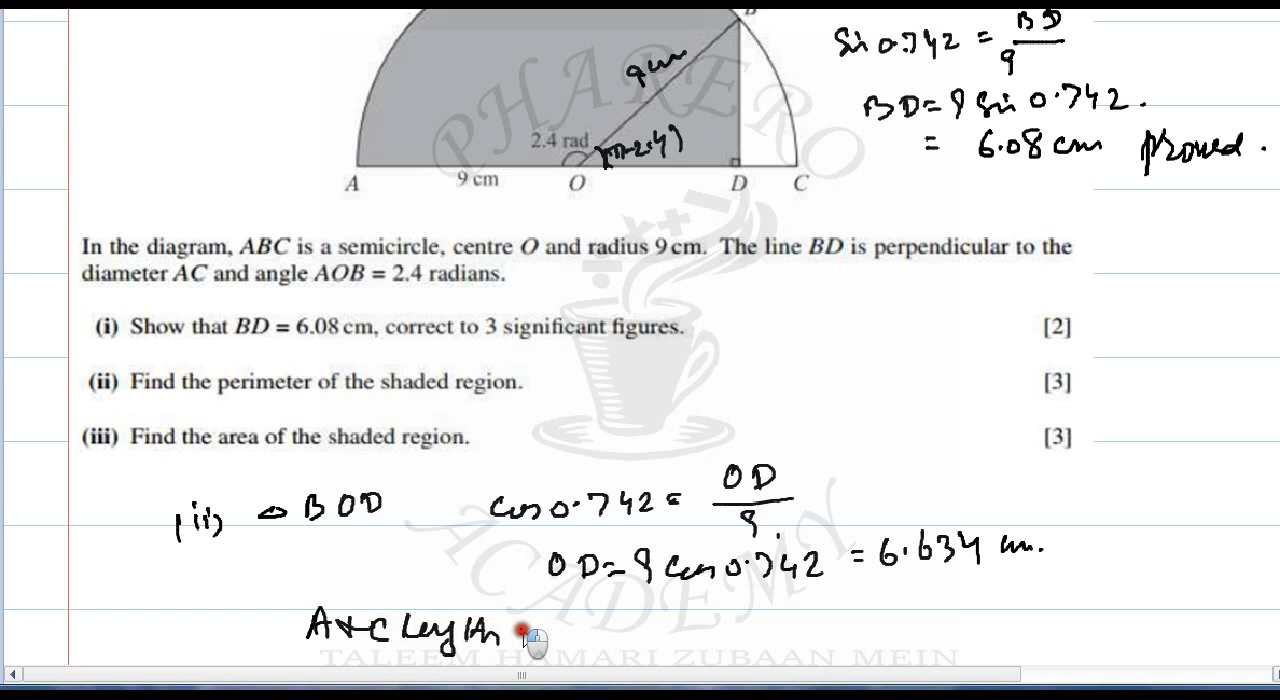 B
sin 0.742 = BD
9
9 cm
BD = 9 sin 0.742.
= 6.08 cm proved.
2.4 rad
(π-2.4)
A 9 cm O D C
PHARERO
In the diagram, ABC is a semicircle, centre O and radius 9 cm. The line BD is perpendicular to the
diameter AC and angle AOB = 2.4 radians.
(i) Show that BD = 6.08 cm, correct to 3 significant figures. [2]
(ii) Find the perimeter of the shaded region. [3]
(iii) Find the area of the shaded region. [3]
(ii) △ BOD cos 0.742 = OD
9
OD = 9 cos 0.742 = 6.634 cm.
Arc Length
ACADEMY
TALEEM HAMARI ZUBAAN MEIN